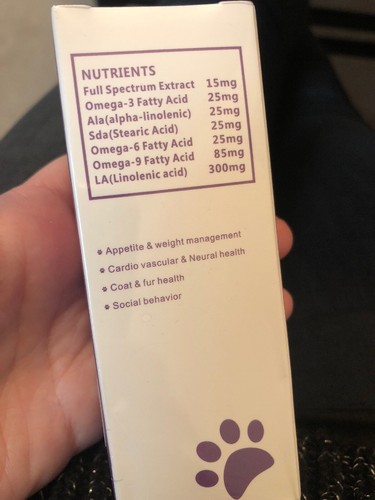 NUTRIENTS
Full Spectrum Extract 15mg
Omega-3 Fatty Acid 25mg
Ala(alpha-linolenic) 25mg
Sda(Stearic Acid) 25mg
Omega-6 Fatty Acid 25mg
Omega-9 Fatty Acid 85mg
LA(Linolenic acid) 300mg
Appetite & weight management
Cardio vascular & Neural health
Coat & fur health
Social behavior